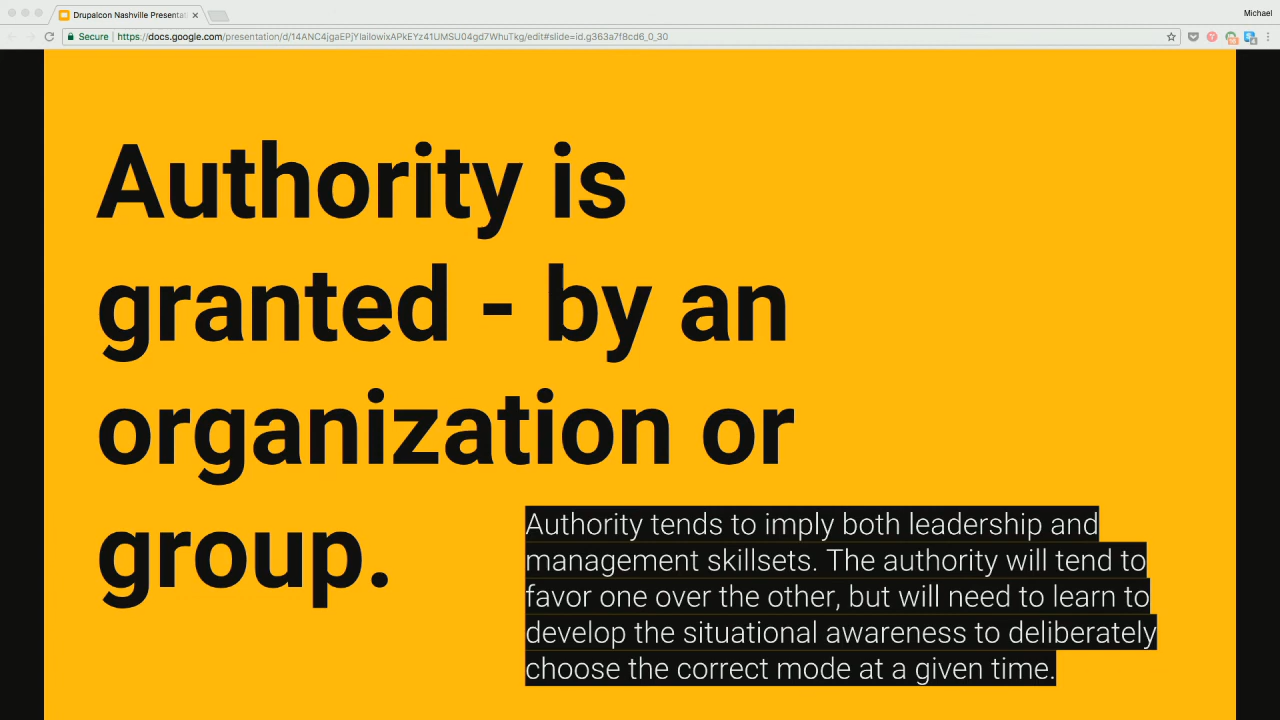 Drupalcon Nashville Presentat
Michael
Secure
https://docs.google.com/presentation/d/14ANC4jgaEPjYIailowixAPkEYz41UMSU04gd7WhuTkg/edit#slide=id.g363a7f8cd6_0_30
Authority is
granted - by an
organization or
group.
Authority tends to imply both leadership and
management skillsets. The authority will tend to
favor one over the other, but will need to learn to
develop the situational awareness to deliberately
choose the correct mode at a given time.